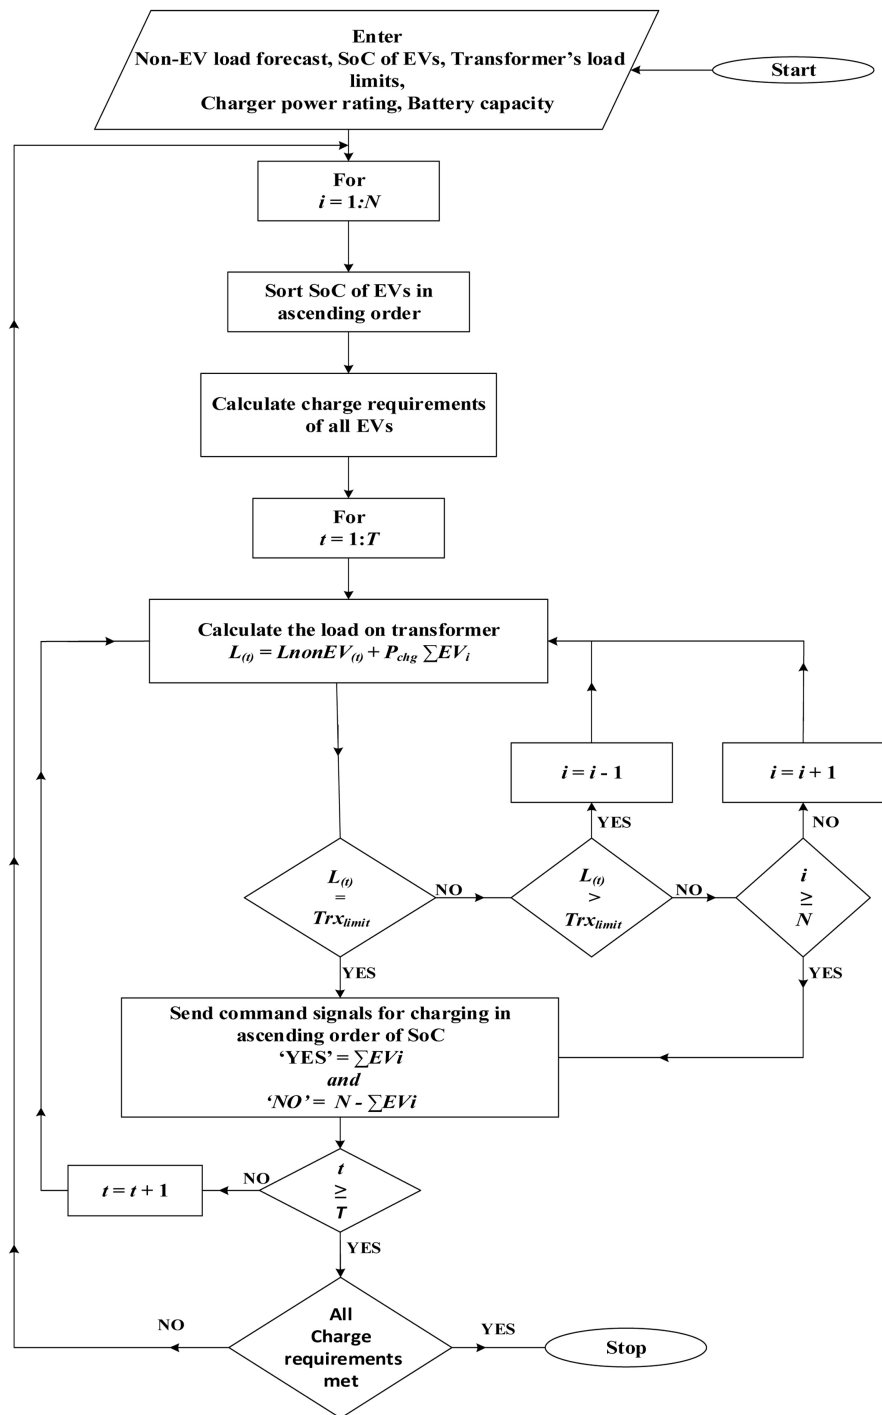 Enter
Non-EV load forecast, SoC of EVs, Transformer's load
limits,
Charger power rating, Battery capacity
Start
For
i = 1:N
Sort SoC of EVs in
ascending order
Calculate charge requirements
of all EVs
For
t = 1:T
Calculate the load on transformer
L(t) = LnonEV(t) + Pchg ∑EVi
i = i - 1
i = i + 1
YES
NO
L(t)
=
Trxlimit
NO
L(t)
>
Trxlimit
NO
i
≥
N
YES
YES
Send command signals for charging in
ascending order of SoC
‘YES’ = ∑EVi
and
‘NO’ = N - ∑EVi
t = t + 1
NO
t
≥
T
YES
NO
All
Charge
requirements
met
YES
Stop